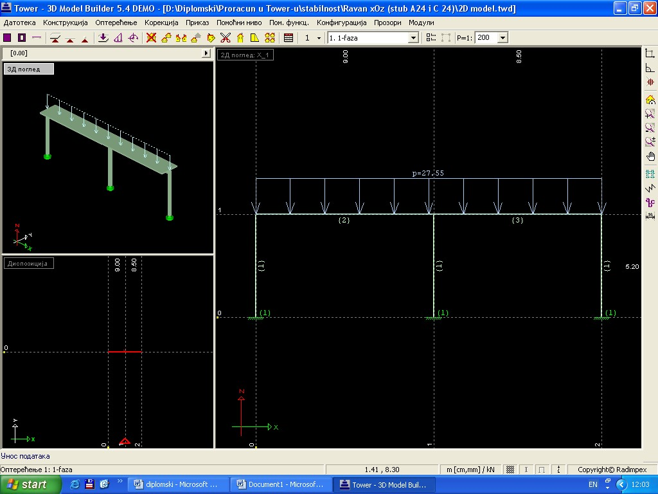 Tower - 3D Model Builder 5.4 DEMO - [D:\Diplomski\Proracun u Tower-u\stabilnost\Ravan xOz (stub A24 i C 24)\2D model.twd]
Датотека Конструкција Оптерећење Корекција Приказ Помоћни ниво Пон. функц. Конфигурација Прозори Модули
1 1. 1-фаза P=1: 200
[0.00]
3Д поглед
Z
Y
X
Диспозиција
9.00
8.50
0
Y
X
0
1
2
2Д поглед: X_1
9.00
8.50
p=27.55
1
(2)
(3)
(1)
(1)
(1)
5.20
0
(1)
(1)
(1)
Z
X
0
1
2
Унос података
Оптерећење 1: 1-faza
1.41 , 8.30
m [cm,mm] / kN
Copyright© Radimpex
start
diplomski - Microsoft ...
Document1 - Microsof...
Tower - 3D Model Buil...
EN
12:03